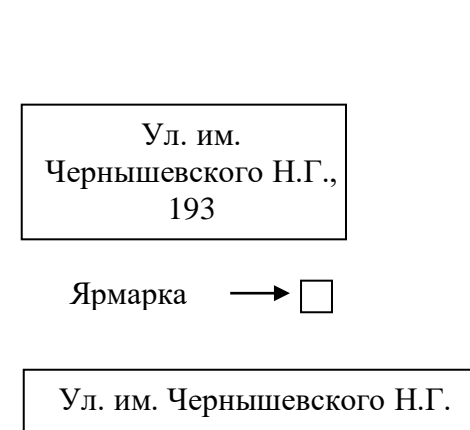 Ул. им.
Чернышевского Н.Г.,
193
Ярмарка
Ул. им. Чернышевского Н.Г.